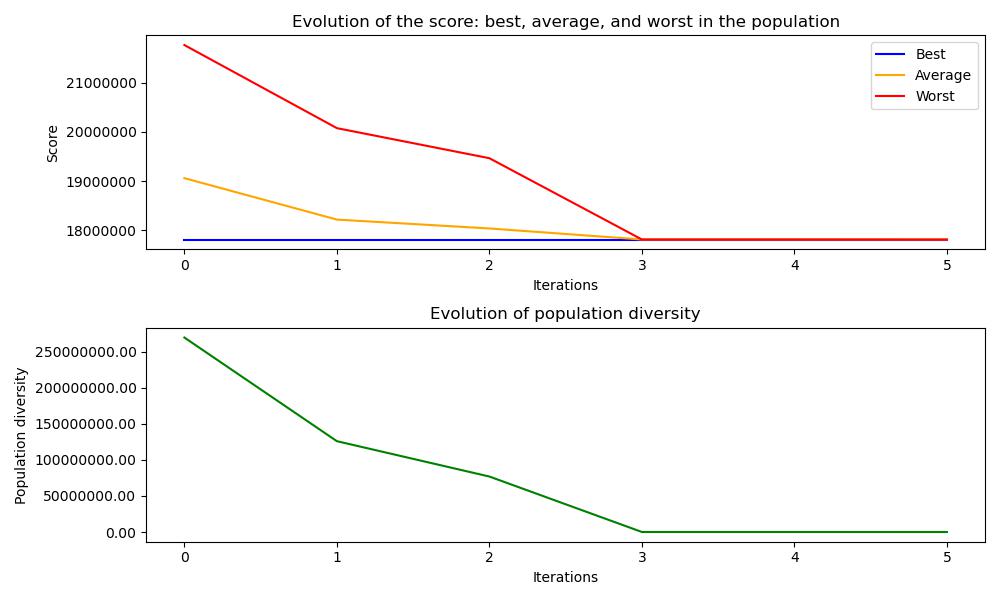 Evolution of the score: best, average, and worst in the population
Score
21000000
20000000
19000000
18000000
Best
Average
Worst
0 1 2 3 4 5
Iterations
Evolution of population diversity
Population diversity
250000000.00
200000000.00
150000000.00
100000000.00
50000000.00
0.00
0 1 2 3 4 5
Iterations